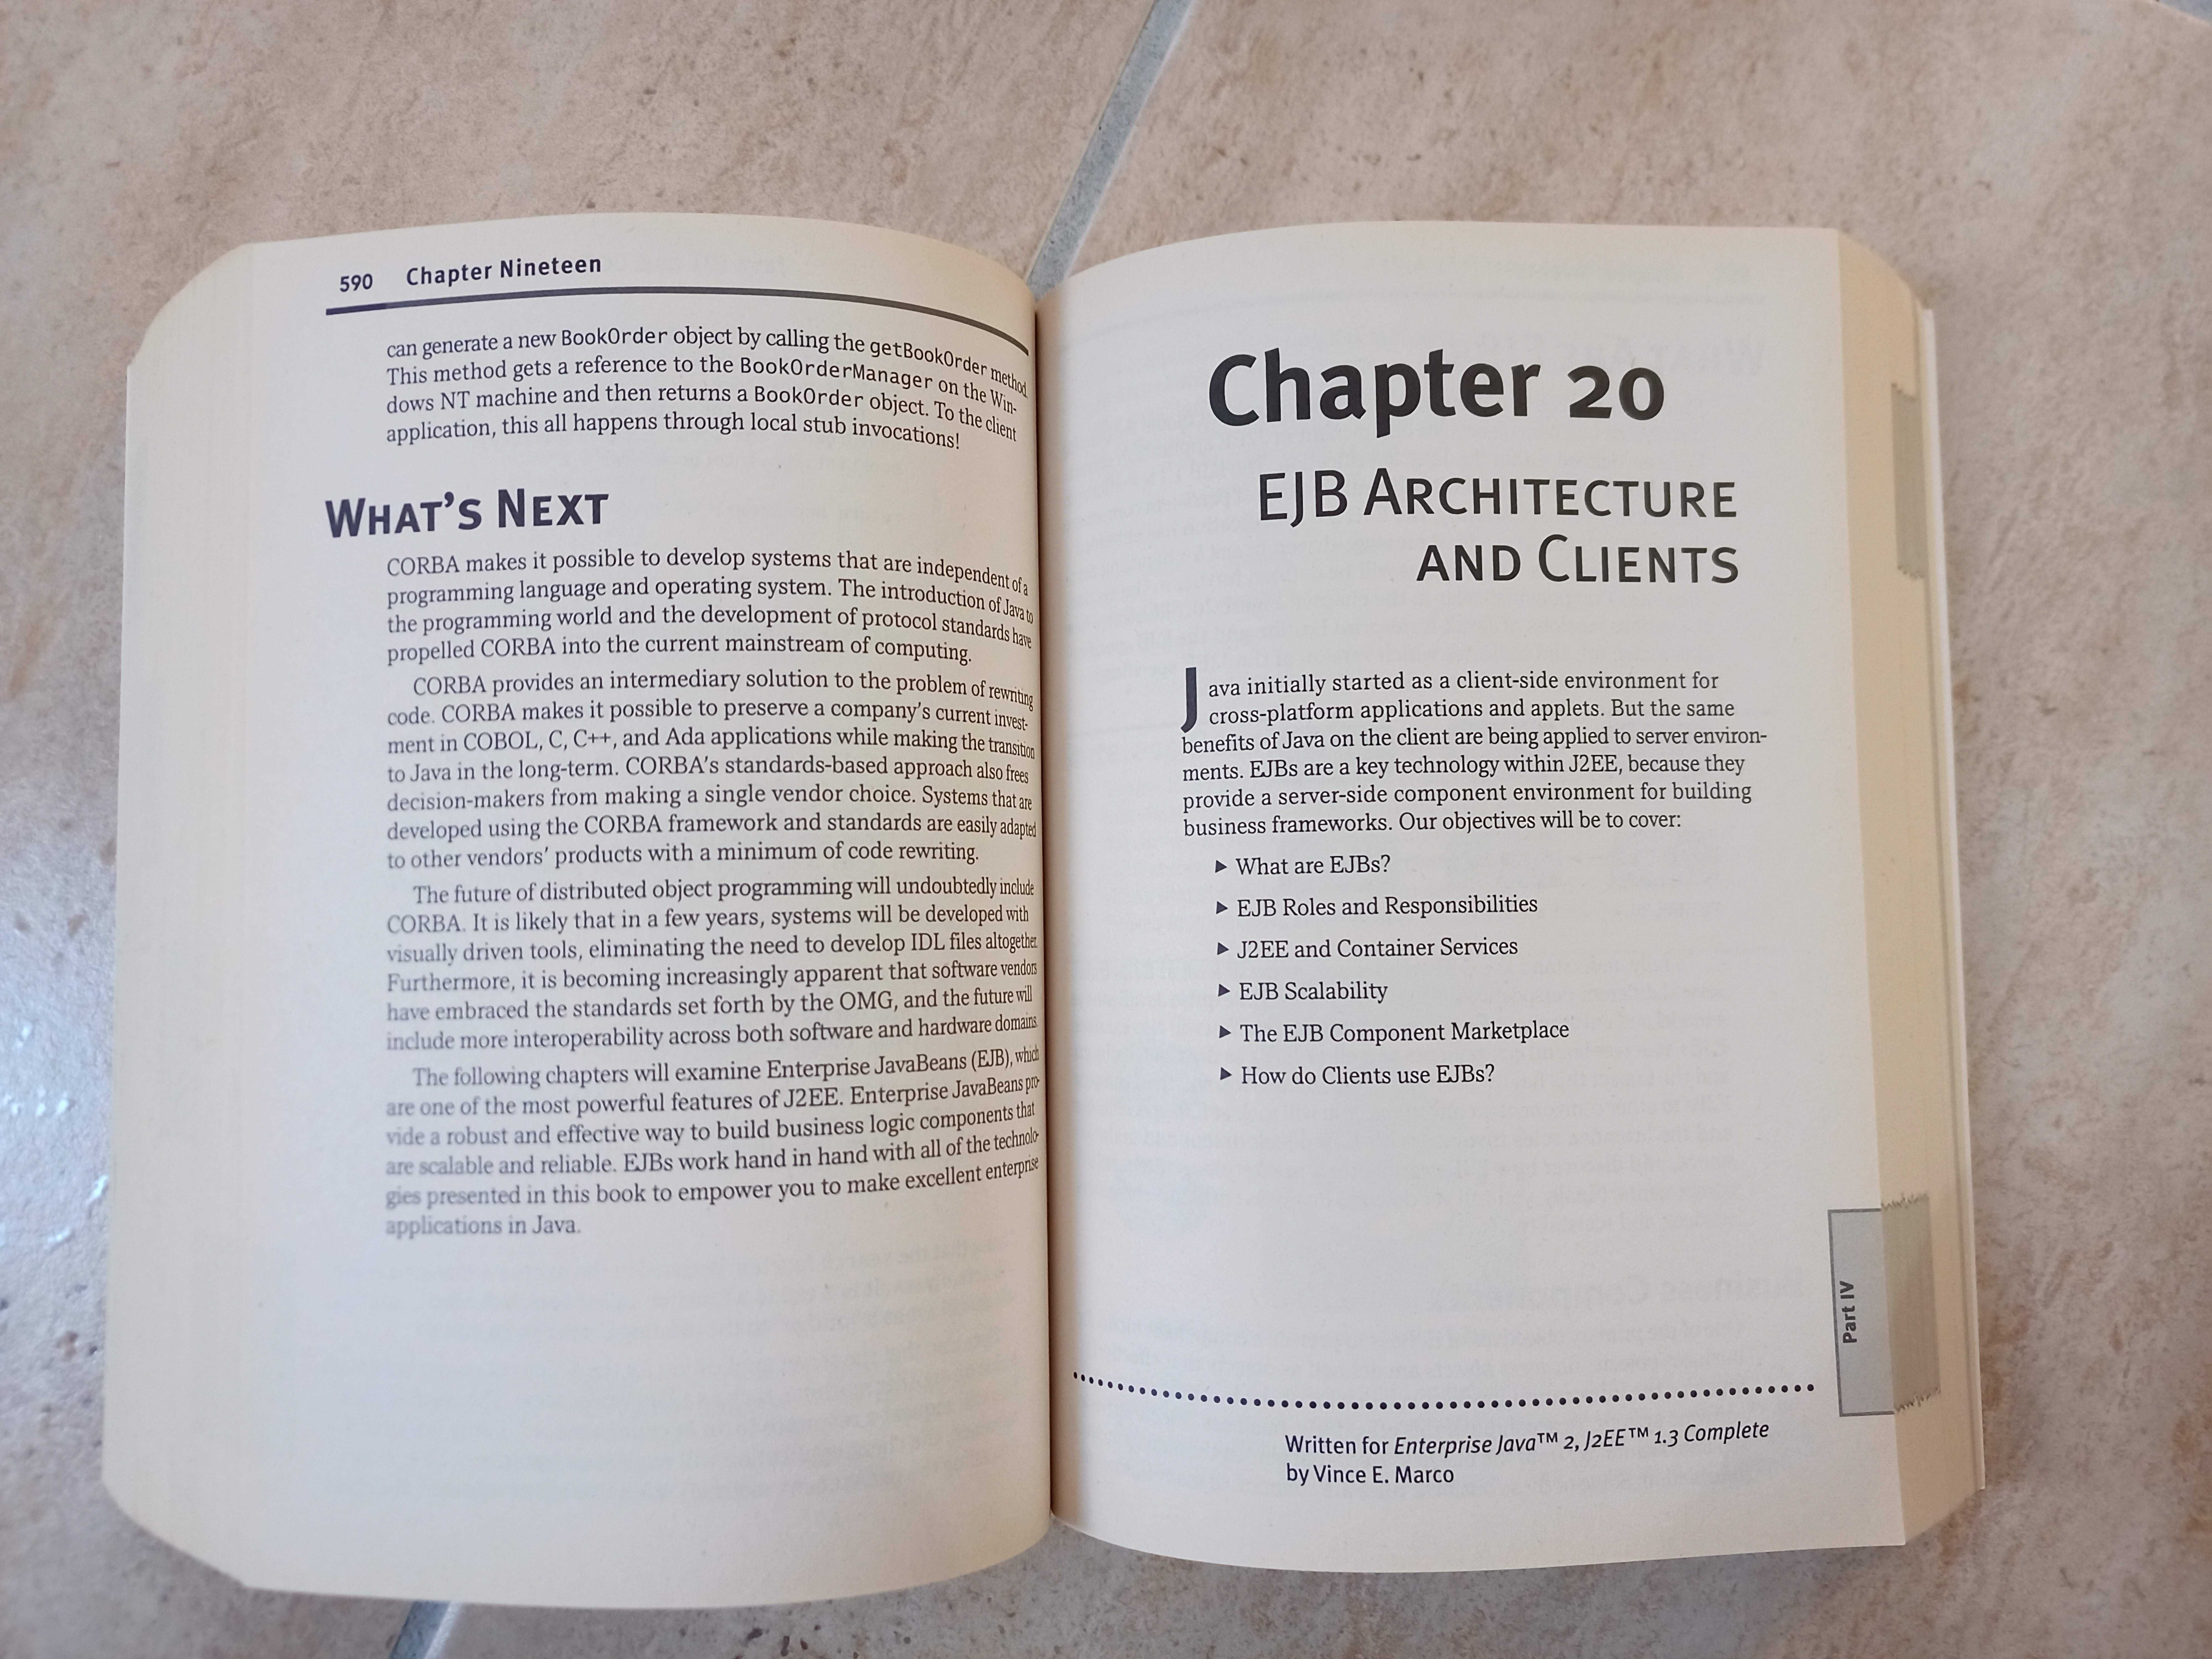 590 Chapter Nineteen
can generate a new BookOrder object by calling the getBookOrder method
This method gets a reference to the BookOrderManager on the Win-
dows NT machine and then returns a BookOrder object. To the client
application, this all happens through local stub invocations!
WHAT'S NEXT
CORBA makes it possible to develop systems that are independent of a
programming language and operating system. The introduction of Java to
the programming world and the development of protocol standards have
propelled CORBA into the current mainstream of computing.
CORBA provides an intermediary solution to the problem of rewriting
code. CORBA makes it possible to preserve a company's current invest-
ment in COBOL, C, C++, and Ada applications while making the transition
to Java in the long-term. CORBA's standards-based approach also frees
decision-makers from making a single vendor choice. Systems that are
developed using the CORBA framework and standards are easily adapted
to other vendors' products with a minimum of code rewriting.
The future of distributed object programming will undoubtedly include
CORBA. It is likely that in a few years, systems will be developed with
visually driven tools, eliminating the need to develop IDL files altogether.
Furthermore, it is becoming increasingly apparent that software vendors
have embraced the standards set forth by the OMG, and the future will
include more interoperability across both software and hardware domains.
The following chapters will examine Enterprise JavaBeans (EJB), which
are one of the most powerful features of J2EE. Enterprise JavaBeans pro-
vide a robust and effective way to build business logic components that
are scalable and reliable. EJBs work hand in hand with all of the technolo-
gies presented in this book to empower you to make excellent enterprise
applications in Java.
Chapter 20
EJB ARCHITECTURE
AND CLIENTS
Java initially started as a client-side environment for
cross-platform applications and applets. But the same
benefits of Java on the client are being applied to server environ-
ments. EJBs are a key technology within J2EE, because they
provide a server-side component environment for building
business frameworks. Our objectives will be to cover:
▶ What are EJBs?
▶ EJB Roles and Responsibilities
▶ J2EE and Container Services
▶ EJB Scalability
▶ The EJB Component Marketplace
▶ How do Clients use EJBs?
Part IV
Written for Enterprise Java™ 2, J2EE™ 1.3 Complete
by Vince E. Marco